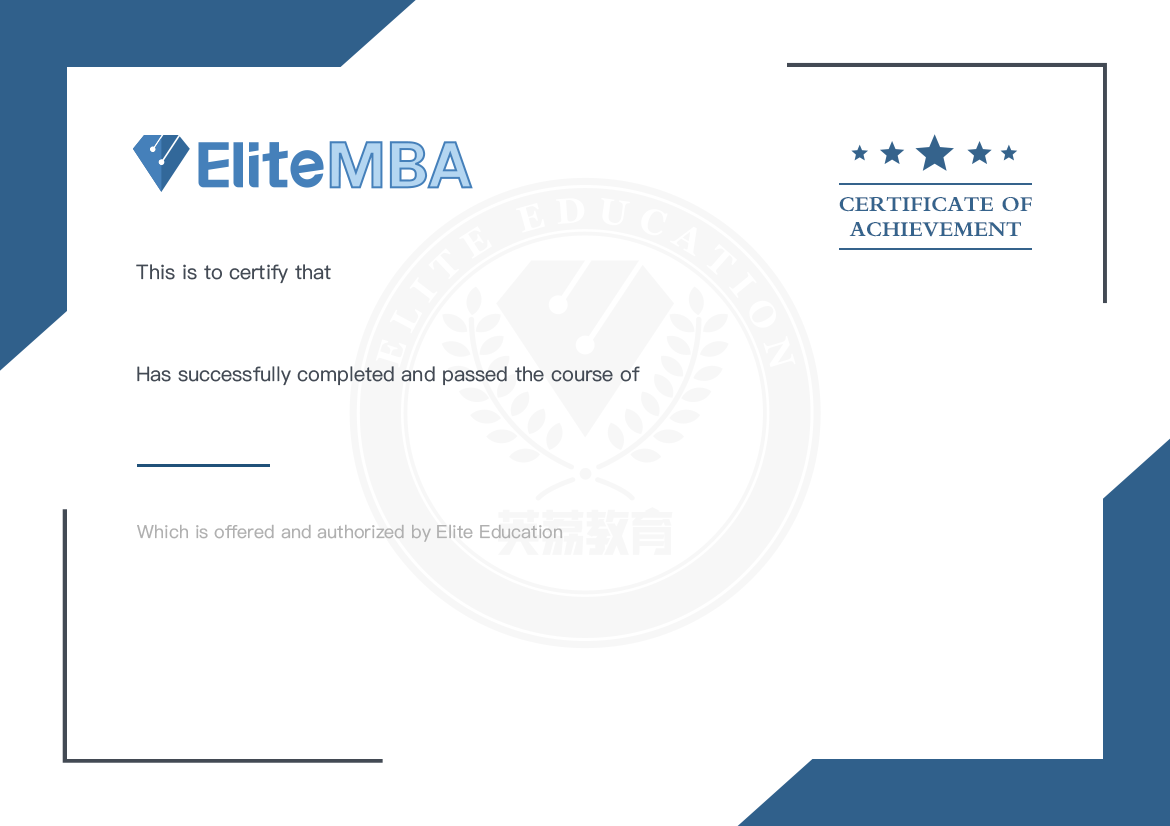 EliteMBA
CERTIFICATE OF
ACHIEVEMENT
ELITE EDUCATION
This is to certify that
Has successfully completed and passed the course of
Which is offered and authorized by Elite Education
英荔教育